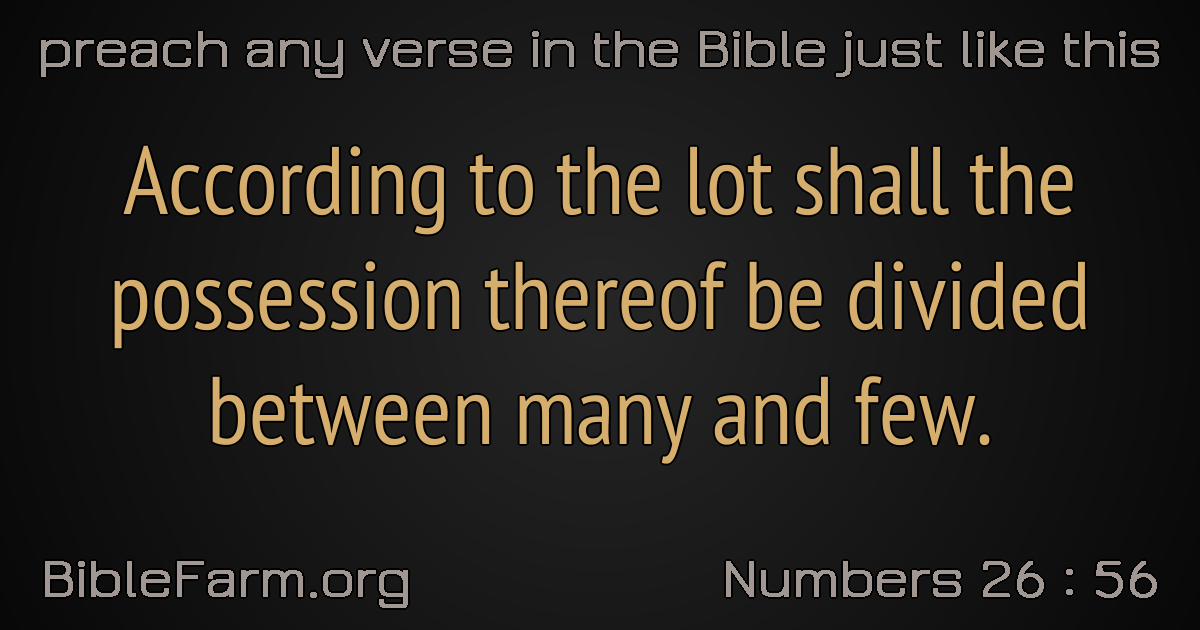 preach any verse in the Bible just like this
According to the lot shall the
possession thereof be divided
between many and few.
BibleFarm.org
Numbers 26 : 56